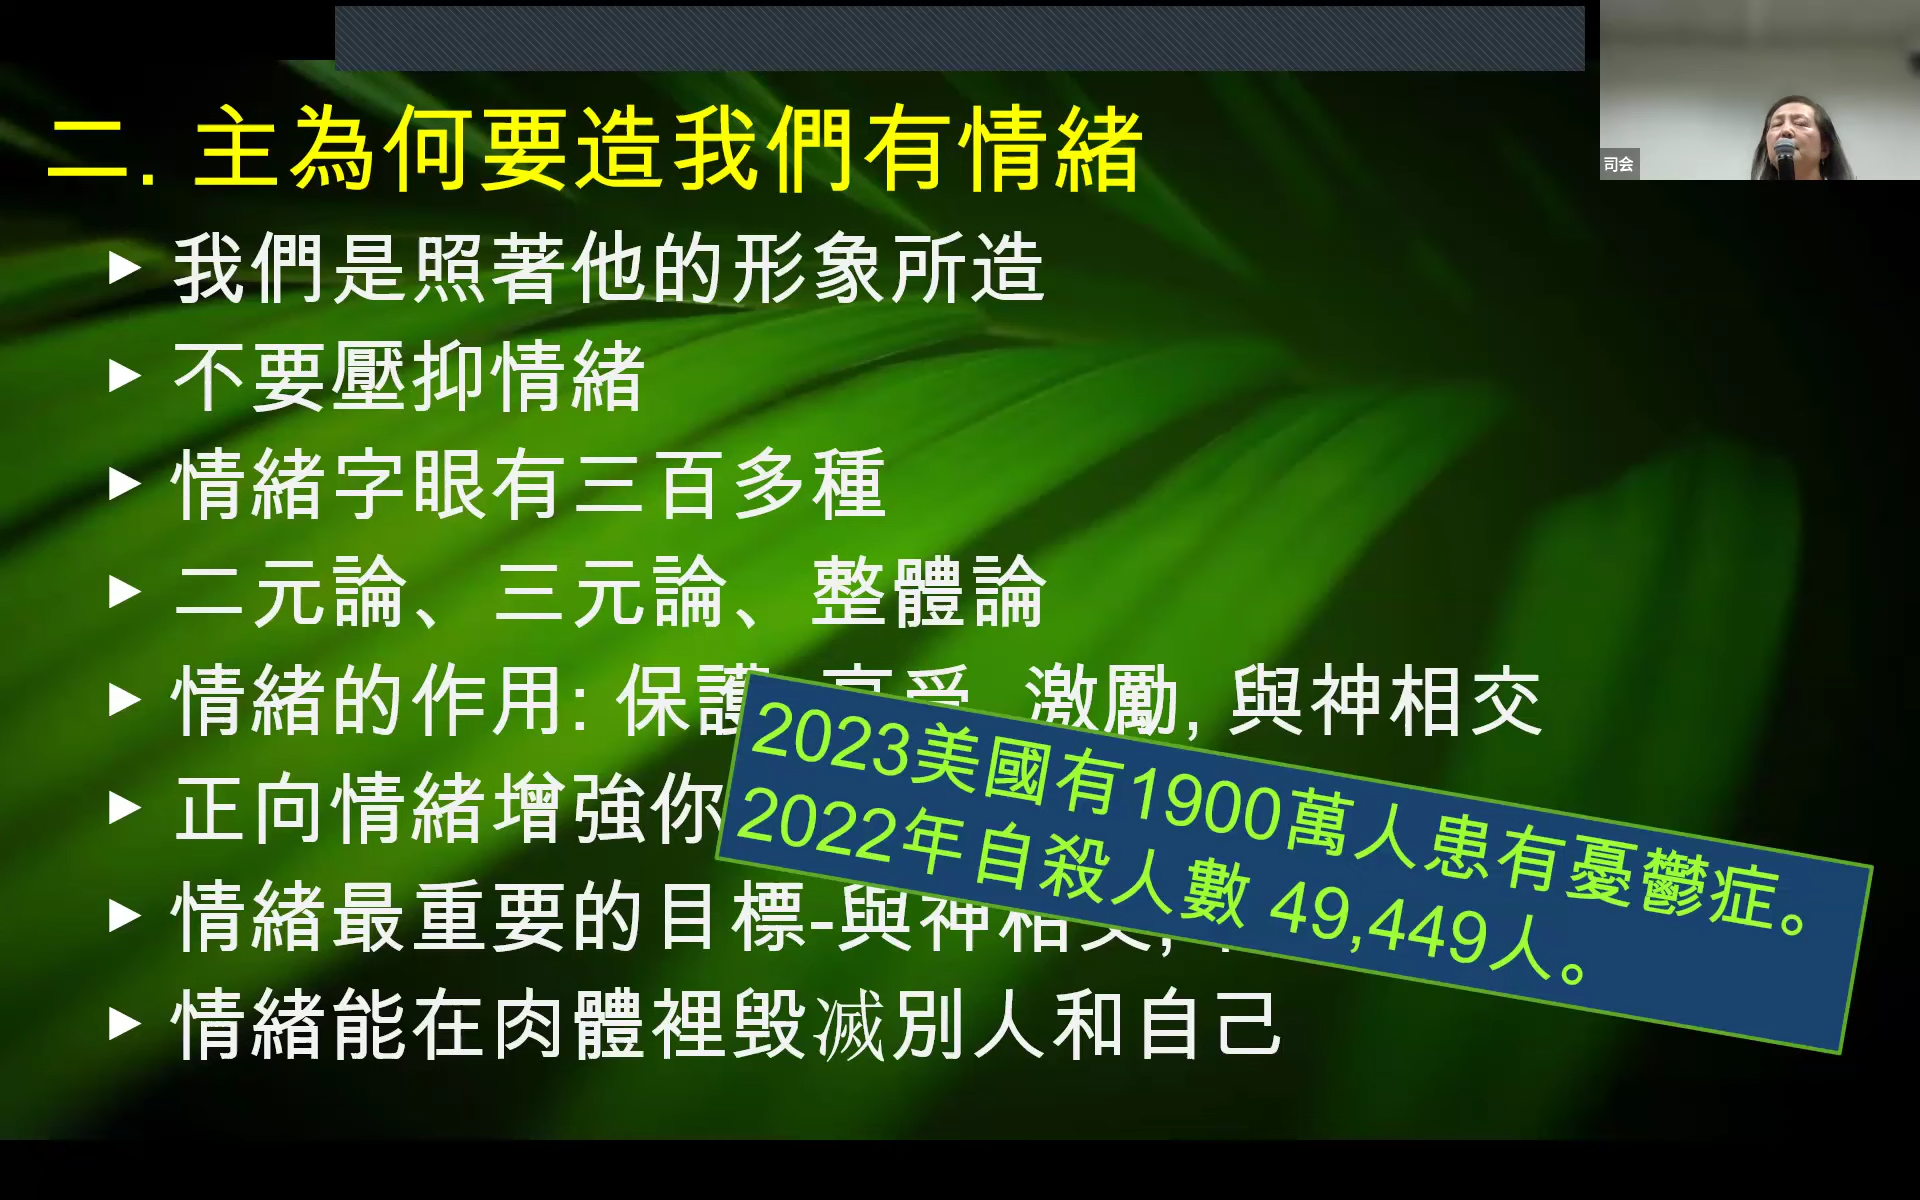 二. 主為何要造我們有情緒
司会
我們是照著他的形象所造
不要壓抑情緒
情緒字眼有三百多種
二元論、三元論、整體論
情緒的作用: 保護, 享受, 激勵, 與神相交
正向情緒增強你
情緒最重要的目標-與神相交,
情緒能在肉體裡毀滅別人和自己
2023美國有1900萬人患有憂鬱症。
2022年自殺人數 49,449人。